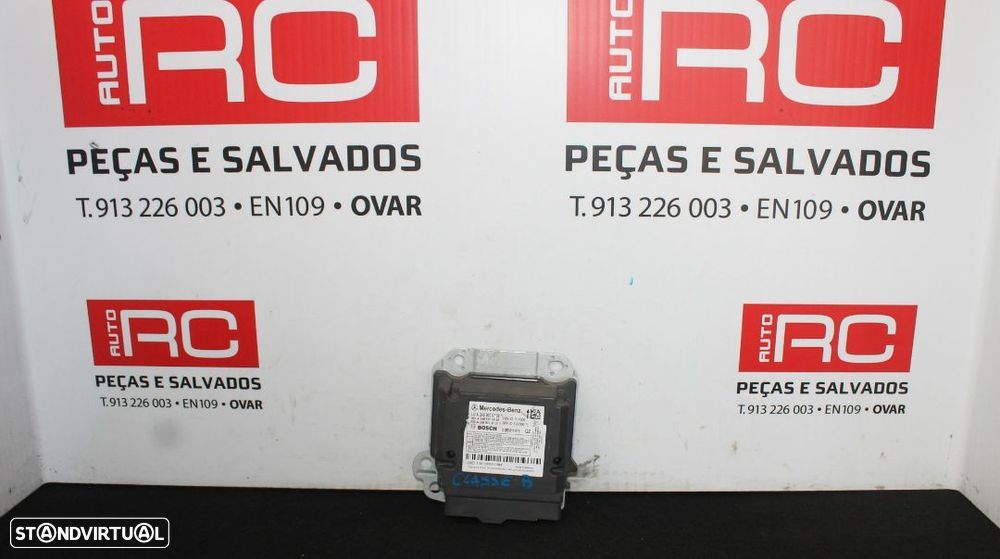 AUTO RC
PEÇAS E SALVADOS
T. 913 226 003 • EN109 • OVAR
AUTO RC
PEÇAS E SALVADOS
T. 913 226 003 • EN109 • OVAR
AUTO RC
PEÇAS E SALVADOS
T. 913 226 003 • EN109 • OVAR
AUTO RC
PEÇAS E SALVADOS
T. 913 226 003 • EN109 • OVAR
Mercedes-Benz
BOSCH
CLASSE B
STANDVIRTUAL